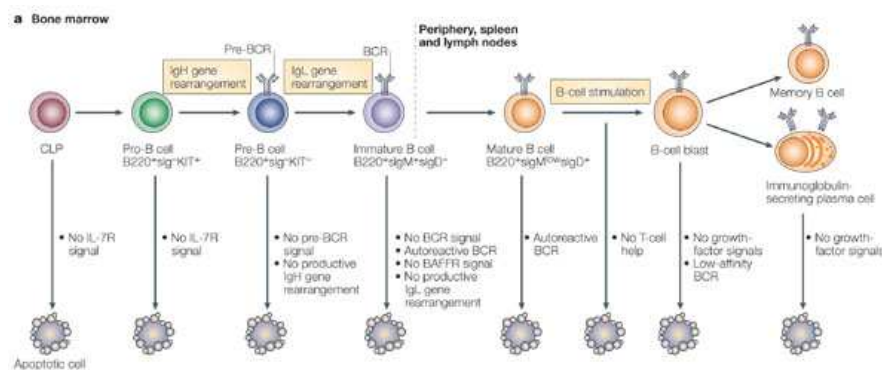 a Bone marrow
Periphery, spleen
and lymph nodes
Pre-BCR
BCR
IgH gene
rearrangement
IgL gene
rearrangement
B-cell stimulation
Memory B cell
CLP
Pro-B cell
B220⁺sIg⁻KIT⁺
Pre-B cell
B220⁺sIg⁻KIT⁻
Immature B cell
B220⁺sIgM⁺sIgD⁻
Mature B cell
B220⁺sIgMˡᵒʷsIgD⁺
B-cell blast
Immunoglobulin-
secreting plasma cell
• No IL-7R
signal
• No IL-7R
signal
• No pre-BCR
signal
• No productive
IgH gene
rearrangement
• No BCR signal
• Autoreactive BCR
• No BAFFR signal
• No productive
IgL gene
rearrangement
• Autoreactive
BCR
• No T-cell
help
• No growth-
factor signals
• Low-affinity
BCR
• No growth-
factor signals
Apoptotic cell